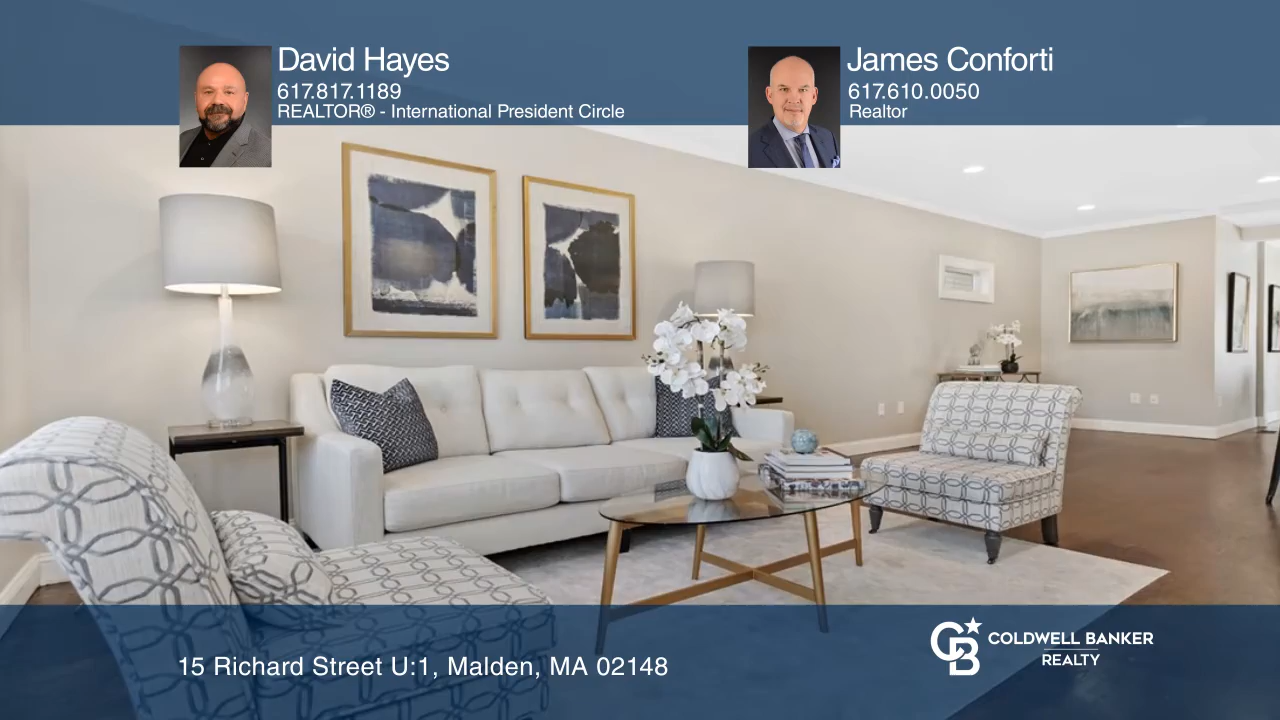 David Hayes
617.817.1189
REALTOR® - International President Circle
James Conforti
617.610.0050
Realtor
15 Richard Street U:1, Malden, MA 02148
CB
COLDWELL BANKER
REALTY